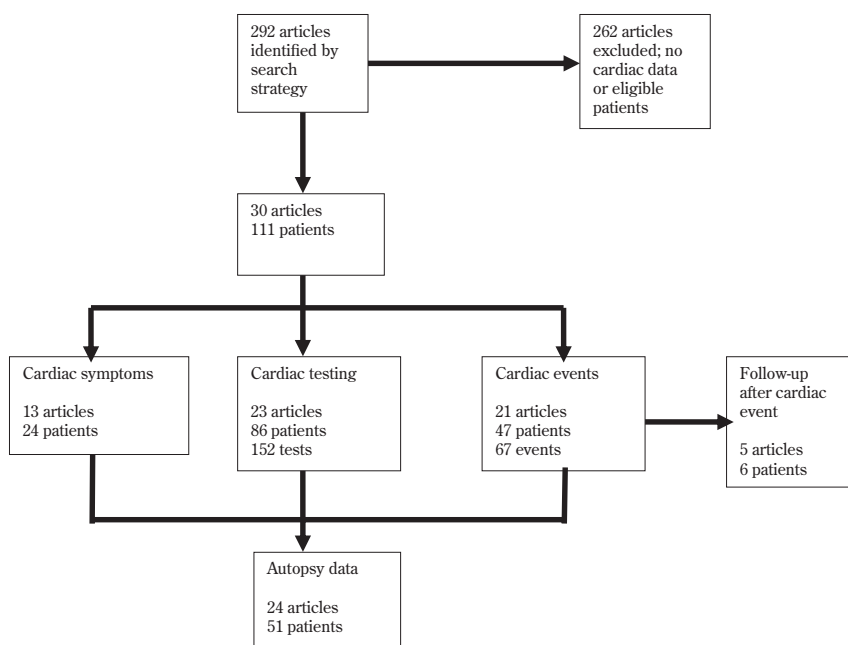 292 articles
identified by
search
strategy
262 articles
excluded; no
cardiac data
or eligible
patients
30 articles
111 patients
Cardiac symptoms
13 articles
24 patients
Cardiac testing
23 articles
86 patients
152 tests
Cardiac events
21 articles
47 patients
67 events
Follow-up
after cardiac
event
5 articles
6 patients
Autopsy data
24 articles
51 patients